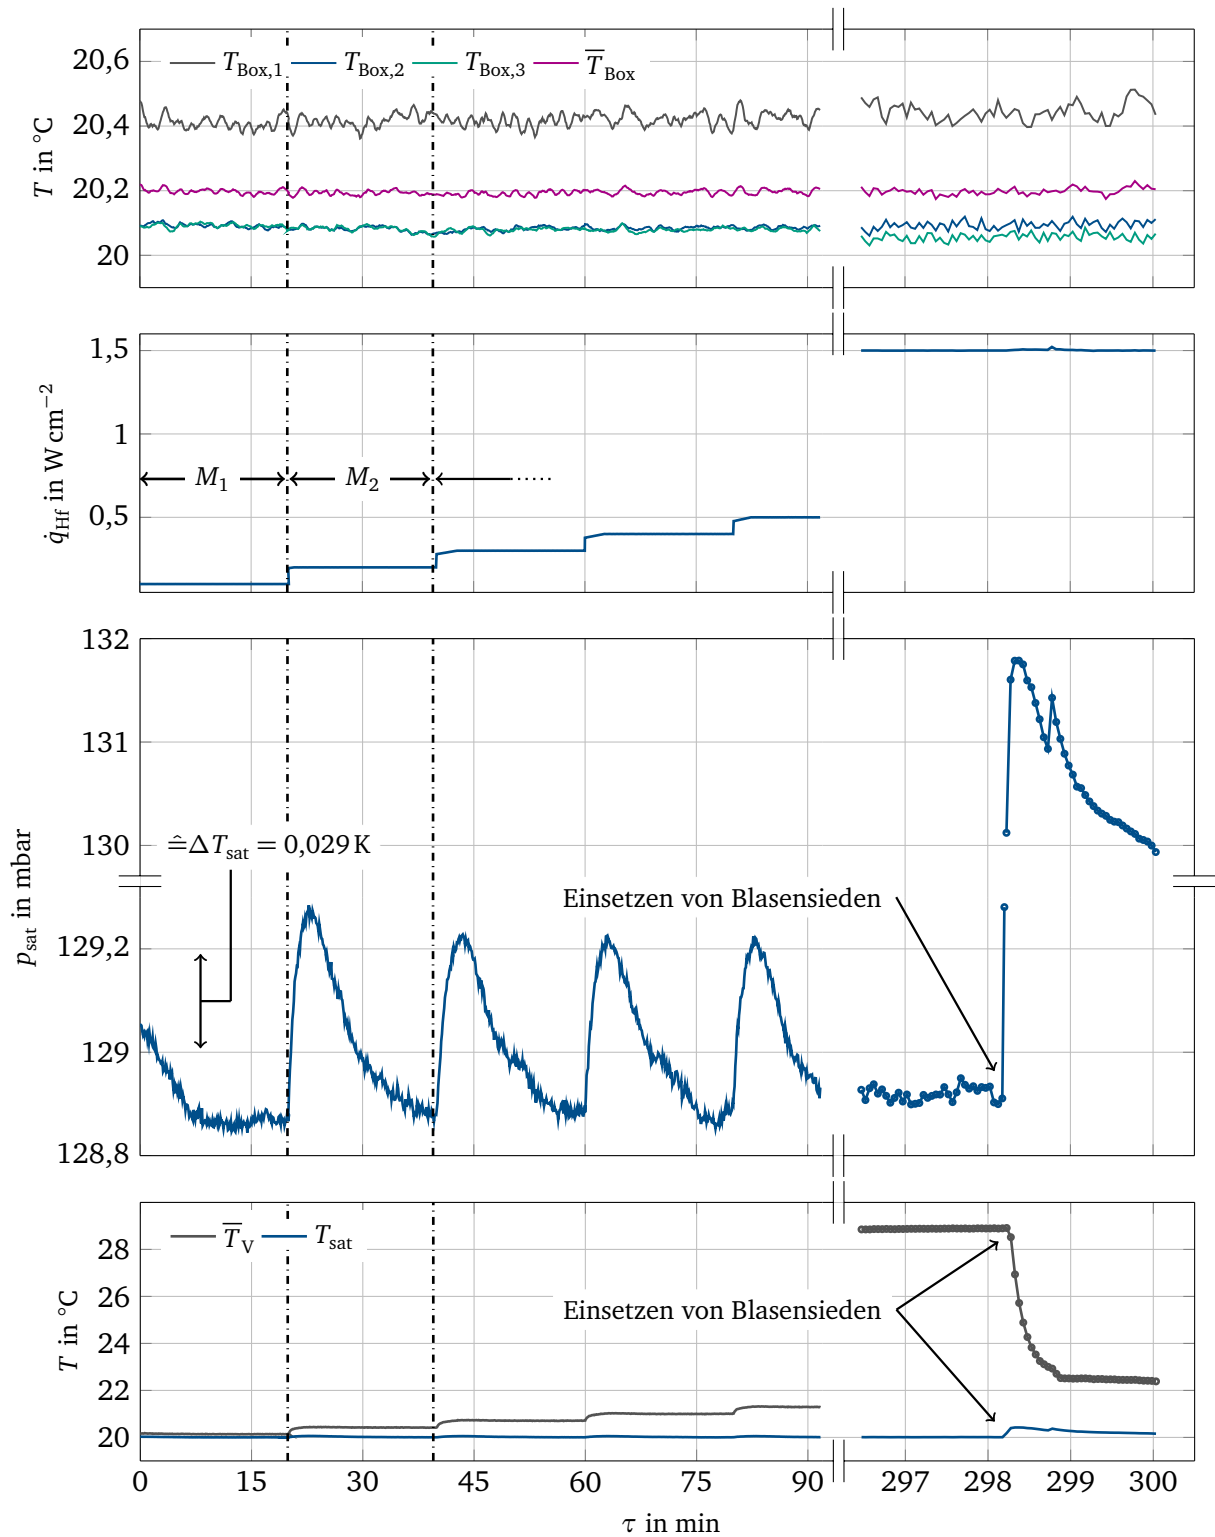 20,6
20,4
20,2
20
T in °C
T_Box,1 T_Box,2 T_Box,3 T̅_Box
1,5
1
0,5
q̇_Hf in W cm⁻²
M₁ M₂
132
131
130
129,2
129
128,8
p_sat in mbar
≙ΔT_sat = 0,029 K
Einsetzen von Blasensieden
28
26
24
22
20
T in °C
T̅_V T_sat
Einsetzen von Blasensieden
0 15 30 45 60 75 90 297 298 299 300
τ in min